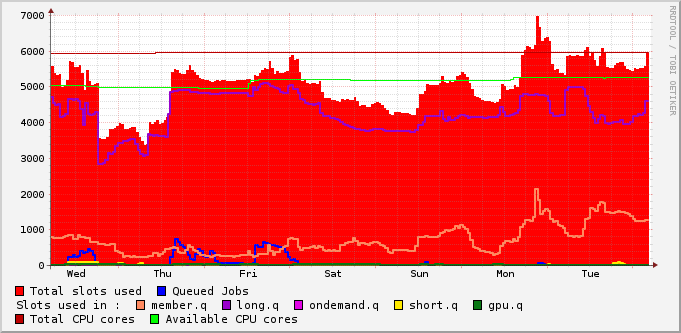 7000
6000
5000
4000
3000
2000
1000
0
Wed Thu Fri Sat Sun Mon Tue
Total slots used Queued Jobs
Slots used in : member.q long.q ondemand.q short.q gpu.q
Total CPU cores Available CPU cores
RRDTOOL / TOBI OETIKER